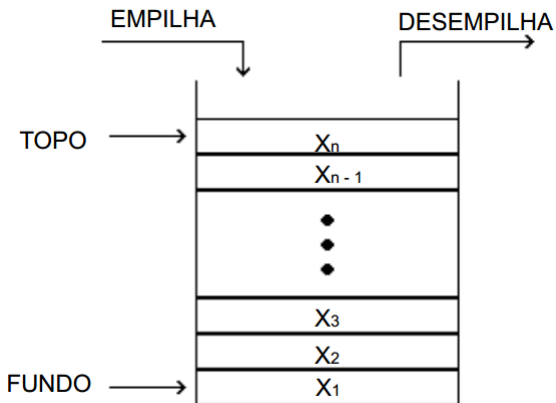 EMPILHA
DESEMPILHA
TOPO
Xn
Xn - 1
X3
X2
FUNDO
X1